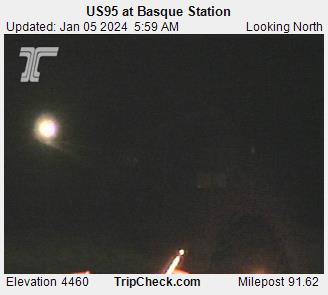 US95 at Basque Station
Updated: Jan 05 2024 5:59 AM Looking North
Elevation 4460 TripCheck.com Milepost 91.62